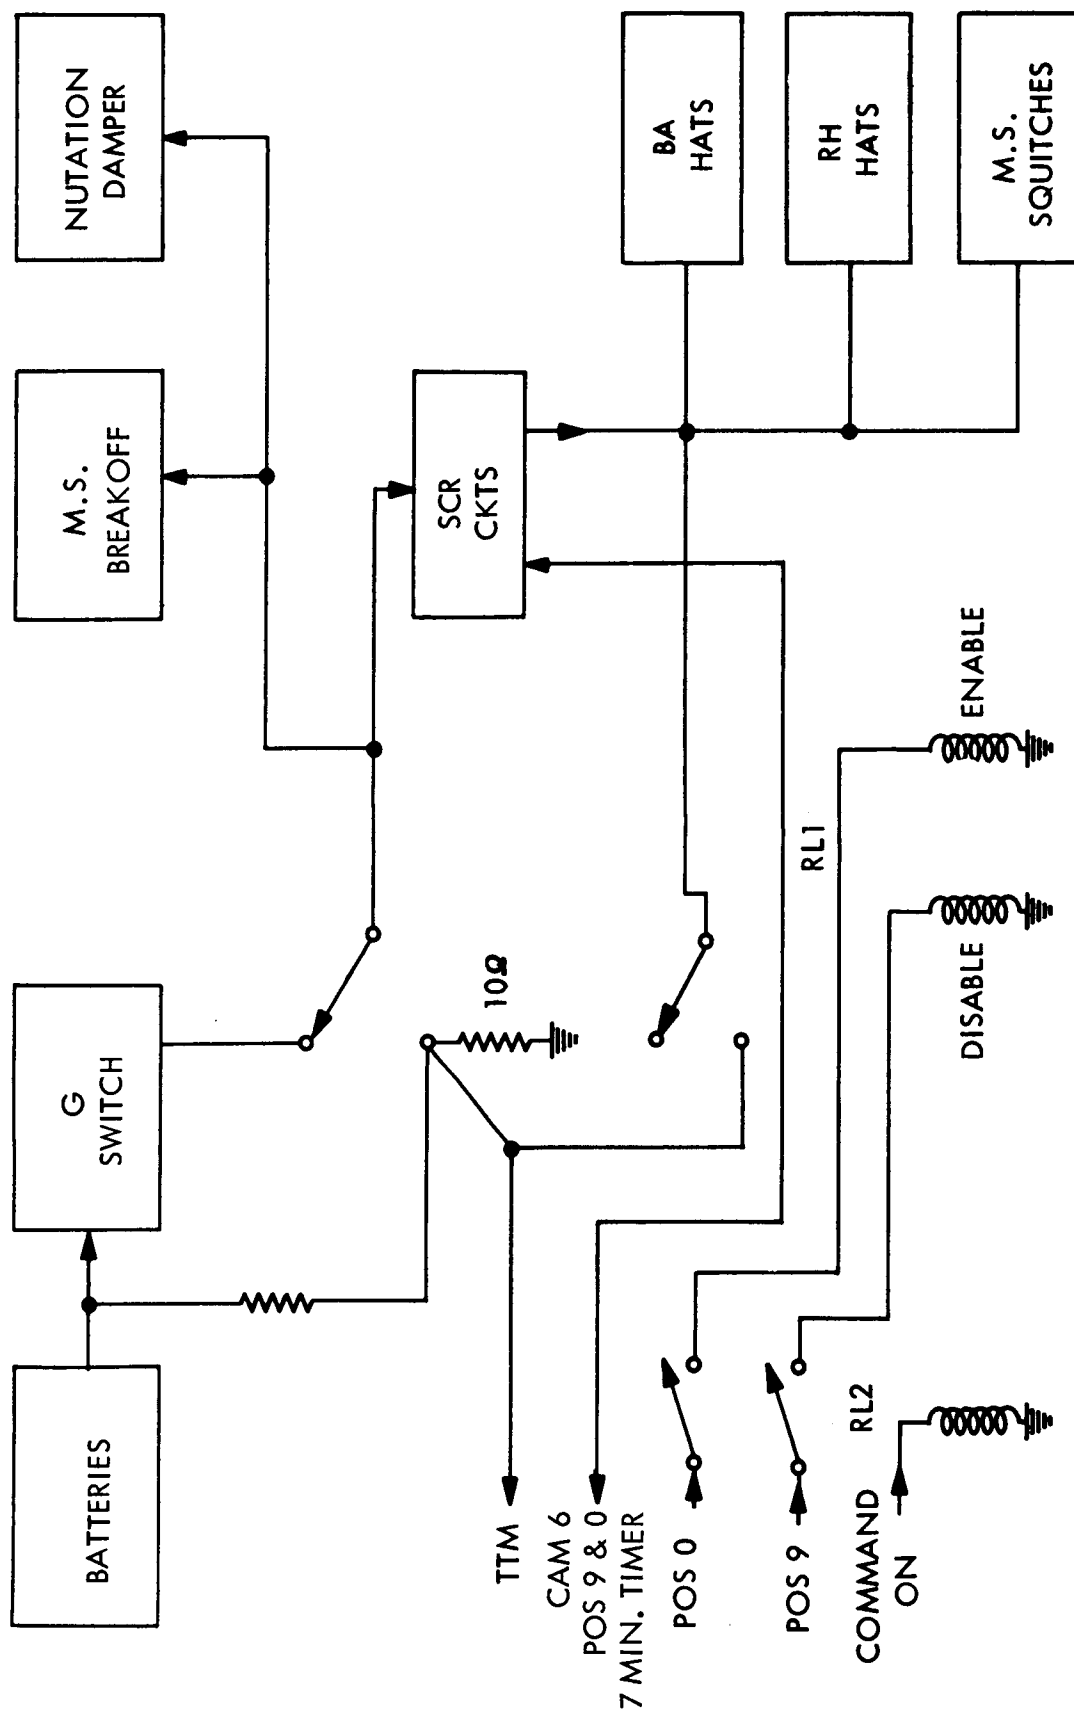 BATTERIES
G
SWITCH
M.S.
BREAKOFF
NUTATION
DAMPER
10Ω
SCR
CKTS
TTM
CAM 6
POS 9 & 0
7 MIN. TIMER
POS 0
POS 9
COMMAND
ON
RL2
RL1
DISABLE
ENABLE
BA
HATS
RH
HATS
M.S.
SQUITCHES